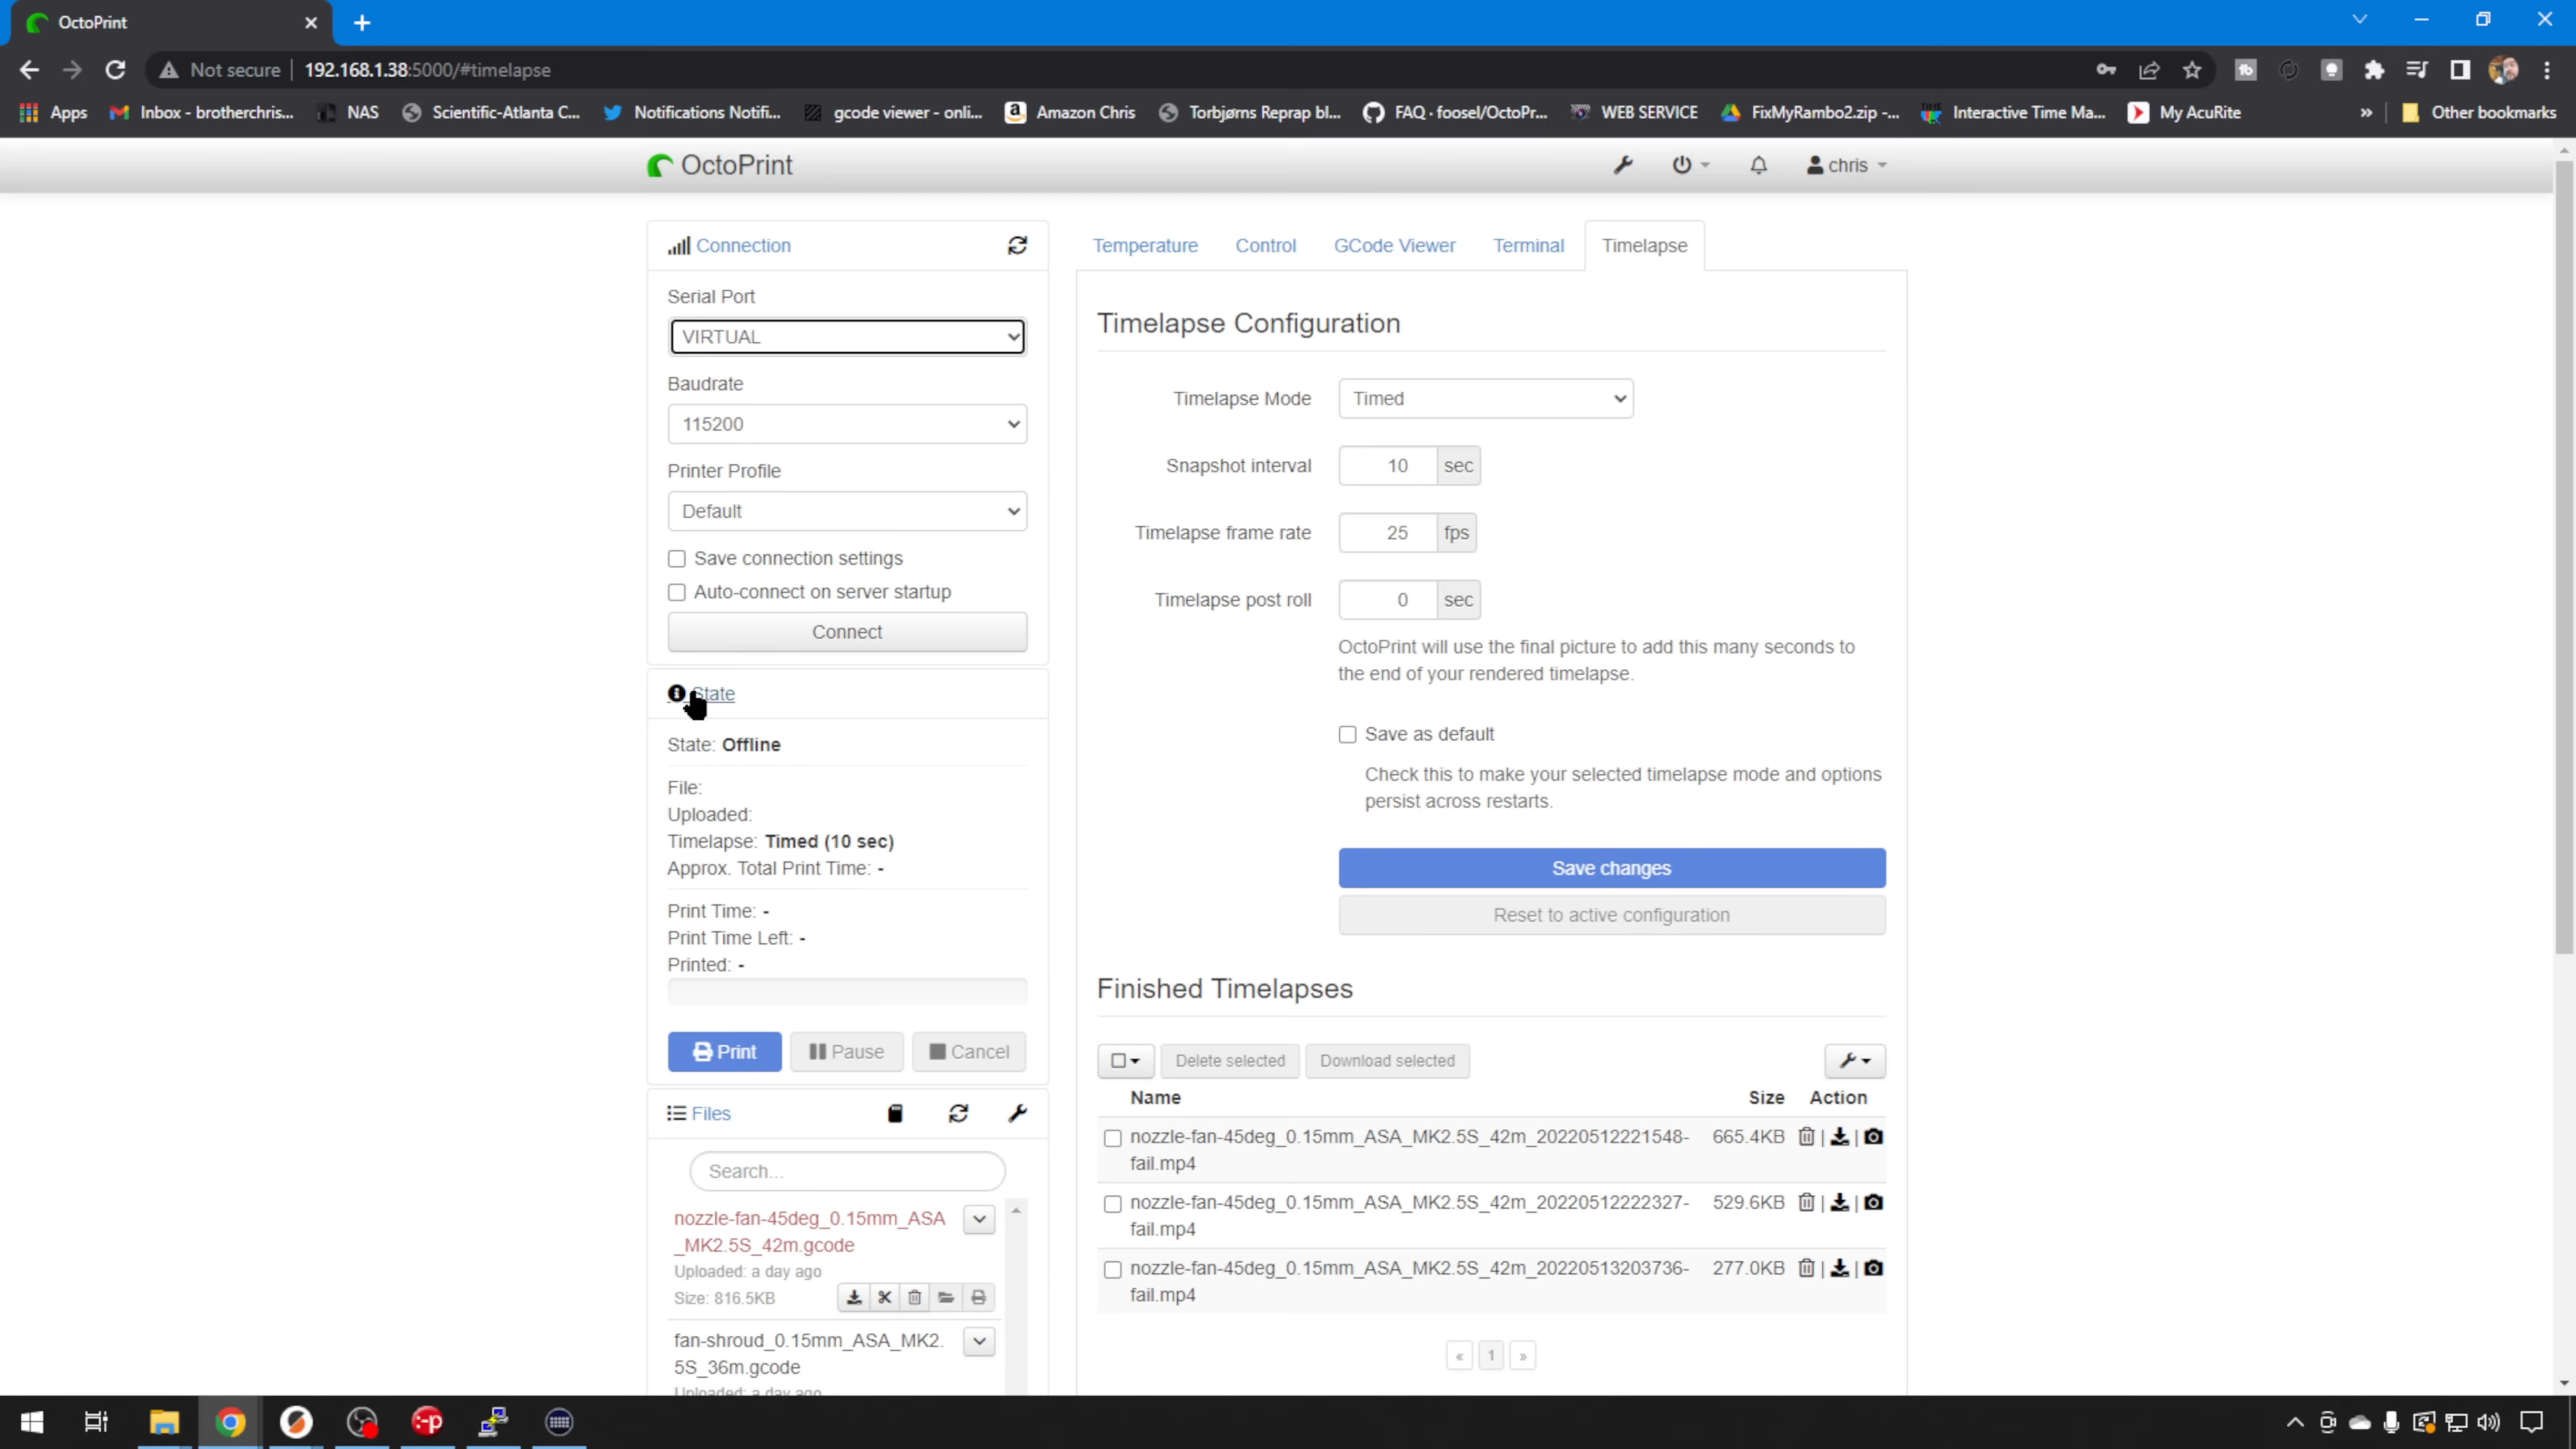 OctoPrint
Not secure
192.168.1.38:5000/#timelapse
Apps
Inbox - brotherchris...
NAS
Scientific-Atlanta C...
Notifications Notifi...
gcode viewer - onli...
Amazon Chris
Torbjørns Reprap bl...
FAQ · foosel/OctoPr...
WEB SERVICE
FixMyRambo2.zip -...
Interactive Time Ma...
My AcuRite
»
Other bookmarks
OctoPrint
chris
Connection
Serial Port
VIRTUAL
Baudrate
115200
Printer Profile
Default
Save connection settings
Auto-connect on server startup
Connect
State
State: Offline
File:
Uploaded:
Timelapse: Timed (10 sec)
Approx. Total Print Time: -
Print Time: -
Print Time Left: -
Printed: -
Print
Pause
Cancel
Files
Search...
nozzle-fan-45deg_0.15mm_ASA
_MK2.5S_42m.gcode
Uploaded: a day ago
Size: 816.5KB
fan-shroud_0.15mm_ASA_MK2.
5S_36m.gcode
Uploaded: a day ago
Temperature
Control
GCode Viewer
Terminal
Timelapse
Timelapse Configuration
Timelapse Mode
Timed
Snapshot interval
10 sec
Timelapse frame rate
25 fps
Timelapse post roll
0 sec
OctoPrint will use the final picture to add this many seconds to
the end of your rendered timelapse.
Save as default
Check this to make your selected timelapse mode and options
persist across restarts.
Save changes
Reset to active configuration
Finished Timelapses
Delete selected
Download selected
Name Size Action
nozzle-fan-45deg_0.15mm_ASA_MK2.5S_42m_20220512221548- 665.4KB | |
fail.mp4
nozzle-fan-45deg_0.15mm_ASA_MK2.5S_42m_20220512222327- 529.6KB | |
fail.mp4
nozzle-fan-45deg_0.15mm_ASA_MK2.5S_42m_20220513203736- 277.0KB | |
fail.mp4
« 1 »